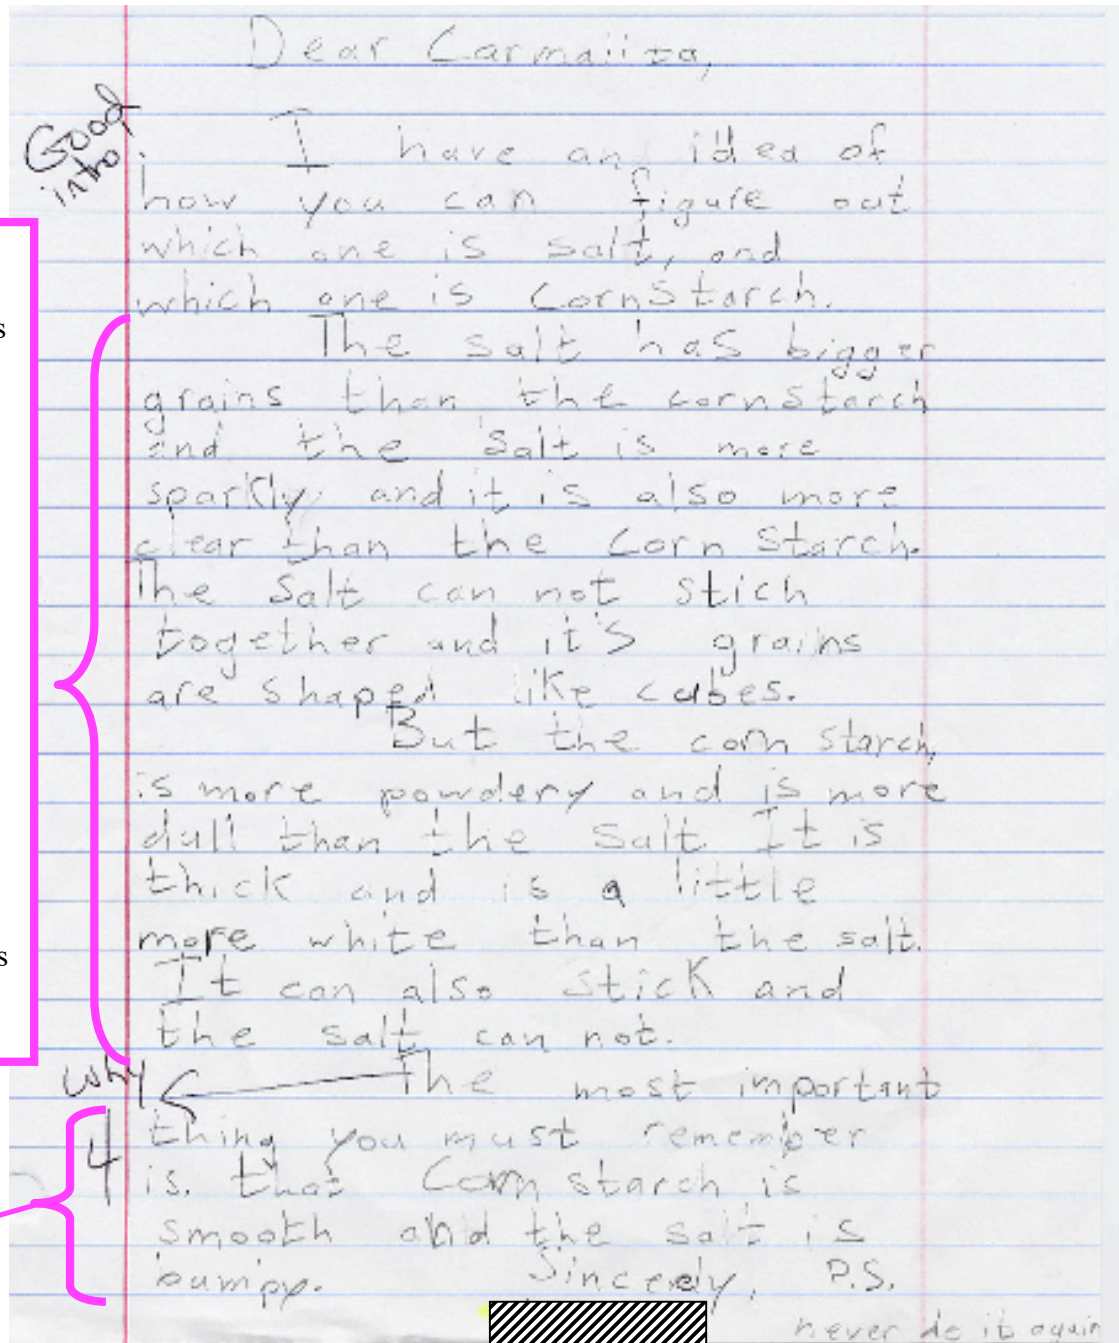 Dear Carmaiita,
Good
intro.
I have an idea of
how you can figure out
which one is salt, and
which one is cornstarch.
s
The salt has bigger
grains than the cornstarch
and the salt is more
sparkly and it is also more
clear than the corn starch.
The salt can not stich
together and it's grains
are shaped like cubes.
But the corn starch,
is more powdery and is more
dull than the salt It is
thick and is a little
more white than the salt.
s
It can also stick and
the salt can not.
why
The most important
4
thing you must remember
is. that Corn starch is
smooth and the salt is
bumpy. Sincerely, P.S.
never do it again